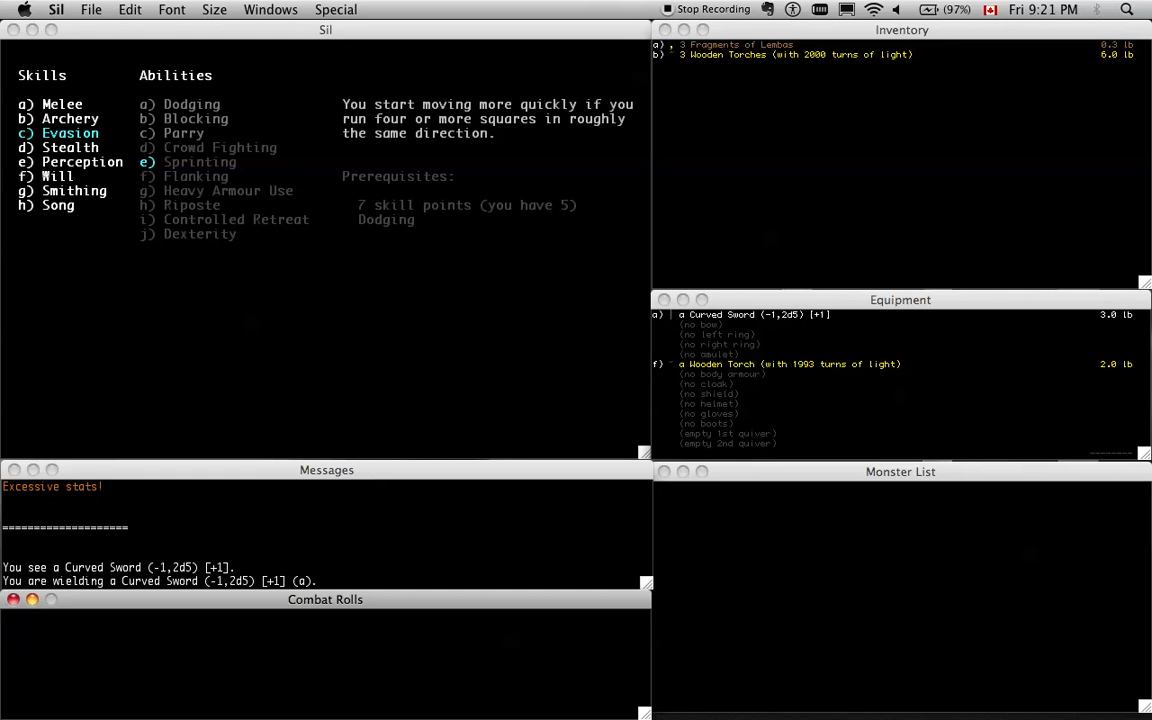 Sil File Edit Font Size Windows Special Stop Recording (97%) Fri 9:21 PM
Sil
Skills Abilities
a) Melee a) Dodging You start moving more quickly if you
b) Archery b) Blocking run four or more squares in roughly
c) Evasion c) Parry the same direction.
d) Stealth d) Crowd Fighting
e) Perception e) Sprinting
f) Will f) Flanking Prerequisites:
g) Smithing g) Heavy Armour Use
h) Song h) Riposte 7 skill points (you have 5)
i) Controlled Retreat Dodging
j) Dexterity
Messages
Excessive stats!
====================
You see a Curved Sword (-1,2d5) [+1].
You are wielding a Curved Sword (-1,2d5) [+1] (a).
Combat Rolls
Inventory
a) , 3 Fragments of Lembas 0.3 lb
b) ~ 3 Wooden Torches (with 2000 turns of light) 6.0 lb
Equipment
a) | a Curved Sword (-1,2d5) [+1] 3.0 lb
(no bow)
(no left ring)
(no right ring)
(no amulet)
f) ~ a Wooden Torch (with 1993 turns of light) 2.0 lb
(no body armour)
(no cloak)
(no shield)
(no helmet)
(no gloves)
(no boots)
(empty 1st quiver)
(empty 2nd quiver)
Monster List